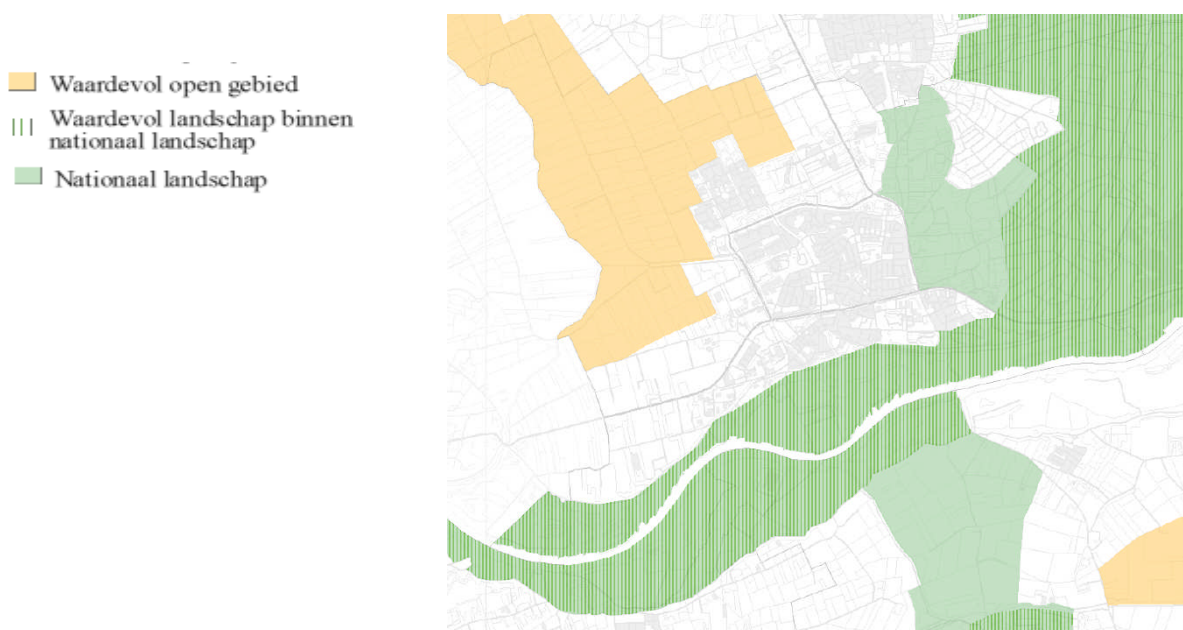 Waardevol open gebied
Waardevol landschap binnen
nationaal landschap
Nationaal landschap